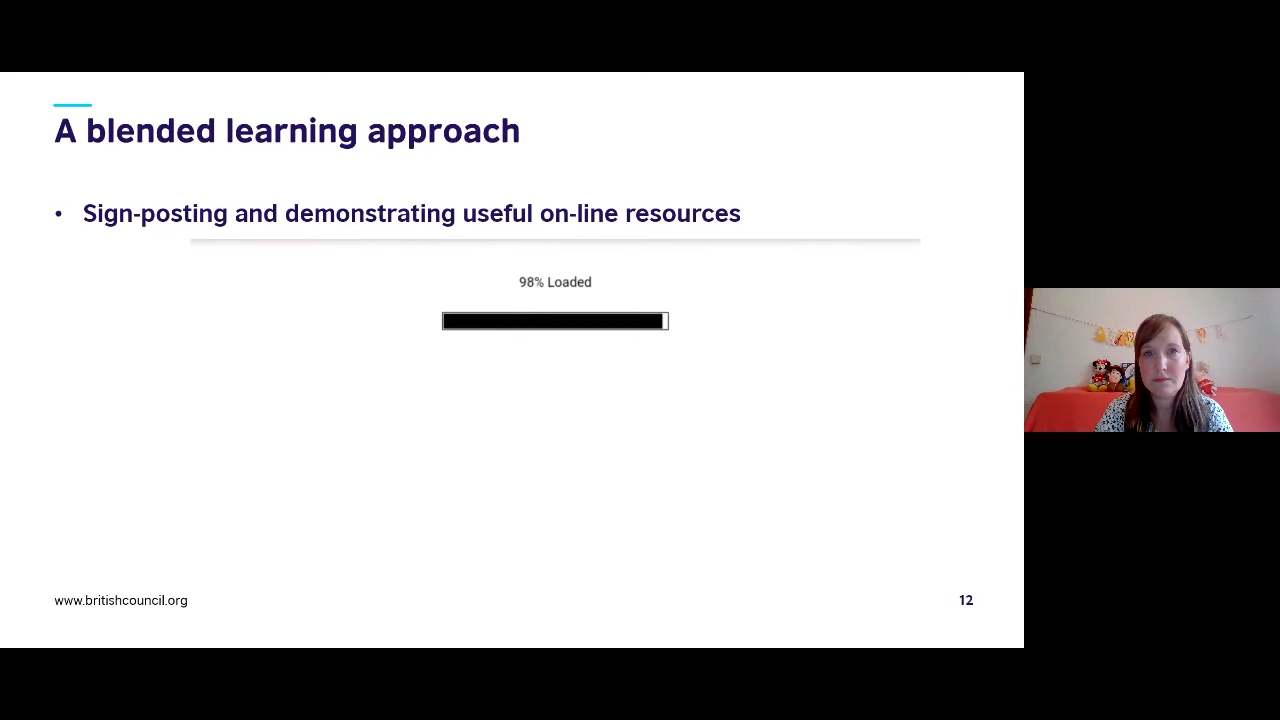 A blended learning approach
• Sign-posting and demonstrating useful on-line resources
98% Loaded
www.britishcouncil.org
12